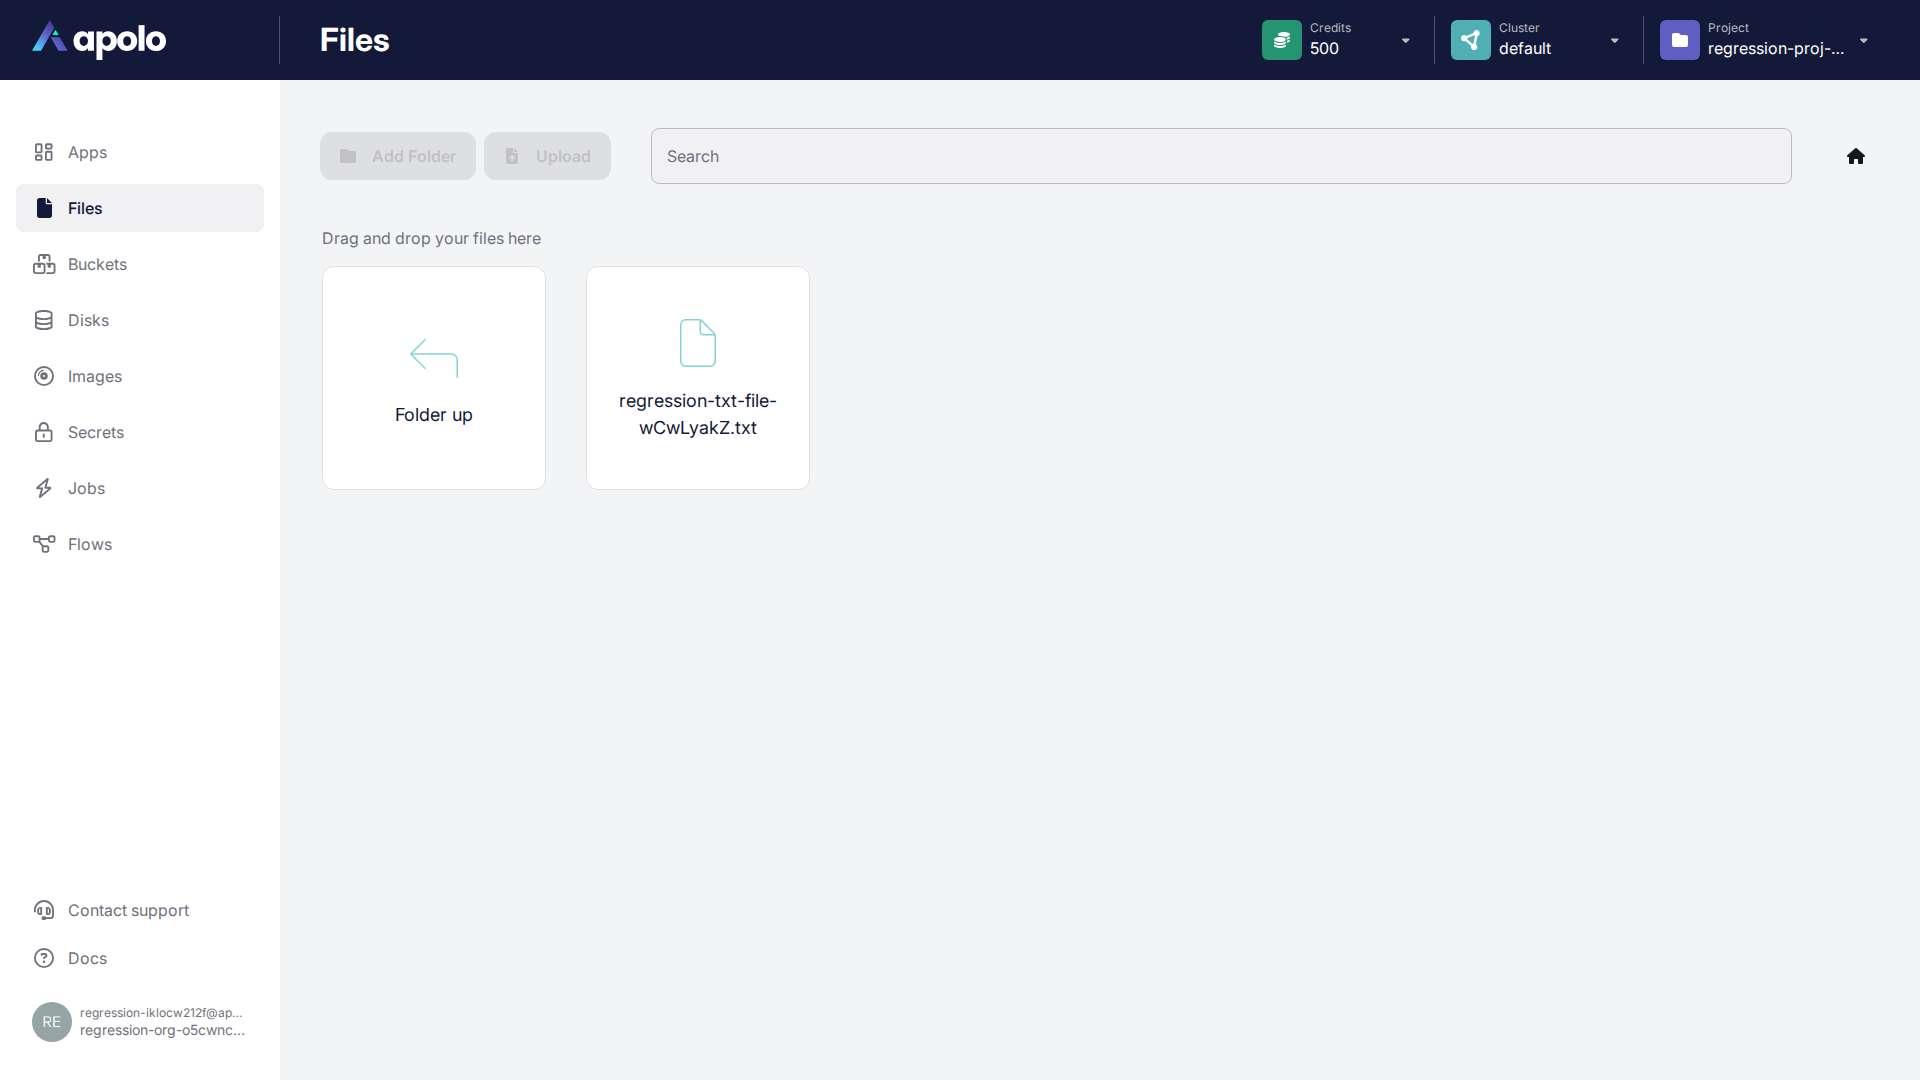 apolo
Files
Credits
500
Cluster
default
Project
regression-proj-...
Apps
Files
Buckets
Disks
Images
Secrets
Jobs
Flows
Add Folder
Upload
Search
Drag and drop your files here
Folder up
regression-txt-file-
wCwLyakZ.txt
Contact support
Docs
RE
regression-iklocw212f@ap...
regression-org-o5cwnc...